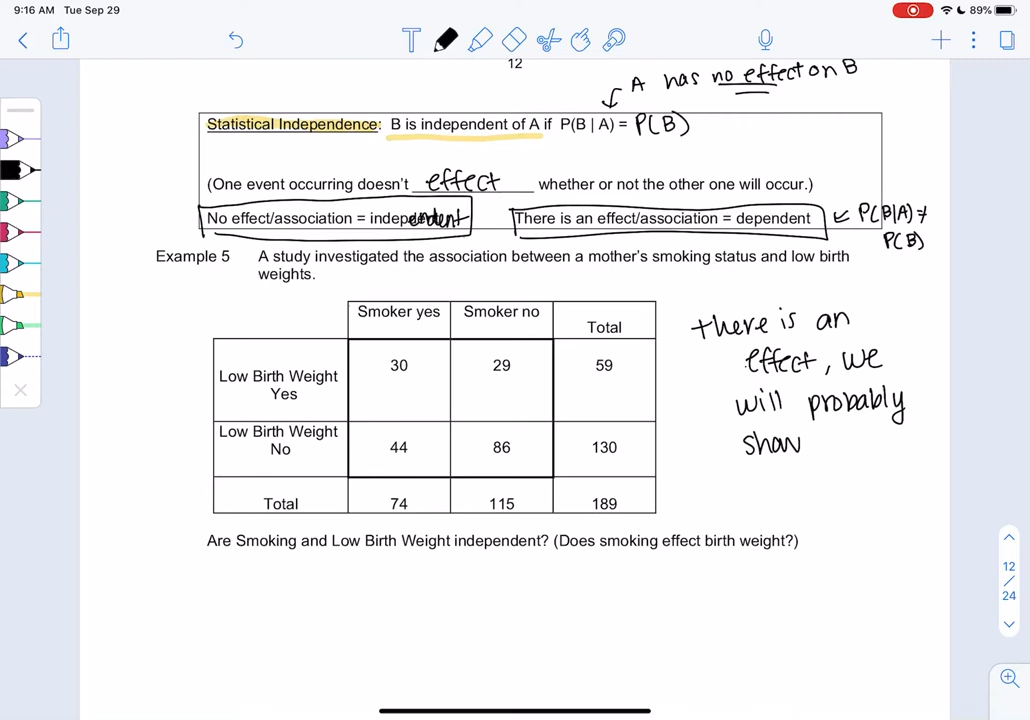 9:16 AM Tue Sep 29
89%
T
12
A has no effect on B
Statistical Independence: B is independent of A if P(B | A) = P(B)
(One event occurring doesn't effect whether or not the other one will occur.)
No effect/association = independent
There is an effect/association = dependent
P(B|A) ≠
P(B)
Example 5 A study investigated the association between a mother's smoking status and low birth
weights.
Smoker yes Smoker no Total
Low Birth Weight
Yes
30 29 59
Low Birth Weight
No
44 86 130
Total 74 115 189
there is an
effect, we
will probably
show
Are Smoking and Low Birth Weight independent? (Does smoking effect birth weight?)
12
/
24